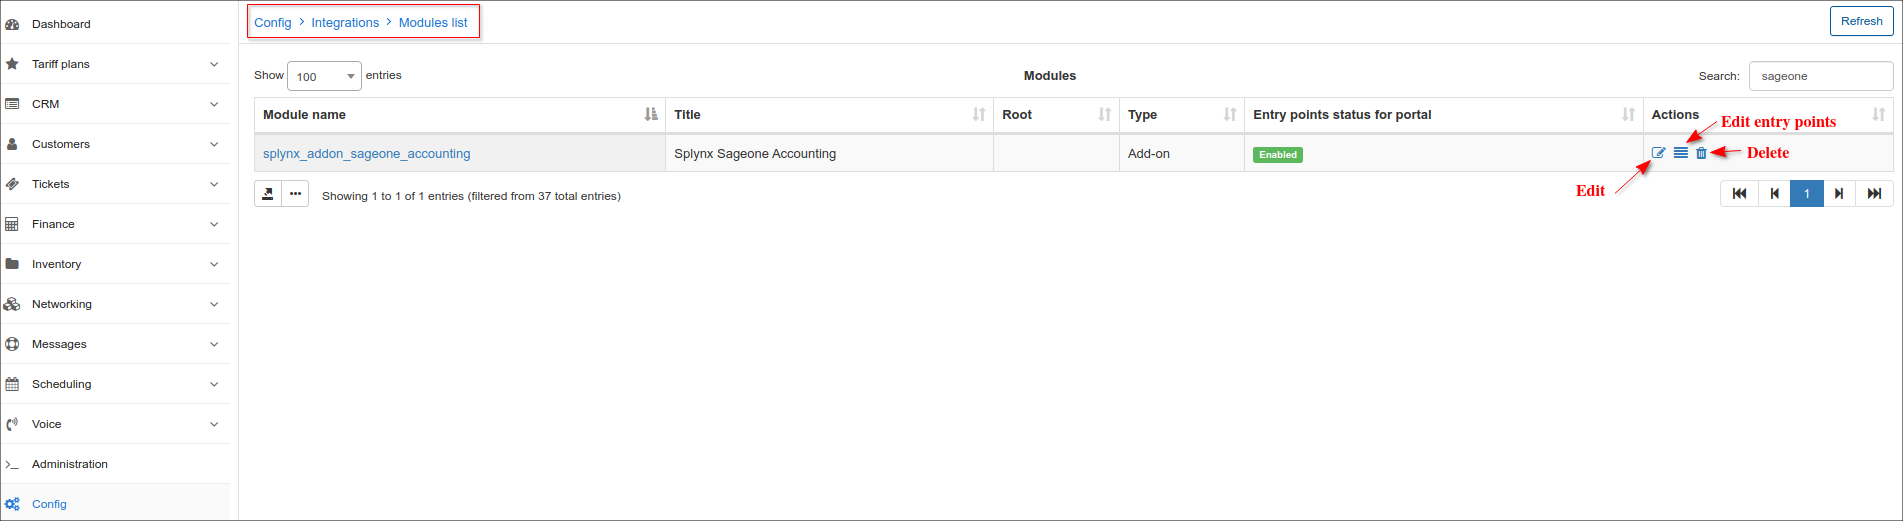 Dashboard
Tariff plans
CRM
Customers
Tickets
Finance
Inventory
Networking
Messages
Scheduling
Voice
Administration
Config
Config > Integrations > Modules list
Refresh
Show 100 entries
Modules
Search: sageone
Module name Title Root Type Entry points status for portal Actions
splynx_addon_sageone_accounting Splynx Sageone Accounting Add-on Enabled
Edit entry points
Delete
Edit
Showing 1 to 1 of 1 entries (filtered from 37 total entries)
1